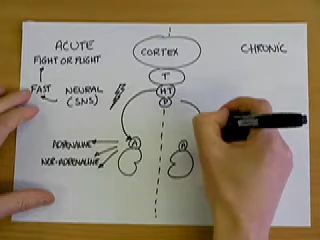 ACUTE
FIGHT OR FLIGHT
FAST
NEURAL
(SNS)
ADRENALINE
NOR-ADRENALINE
CORTEX
T
HT
P
A
A
CHRONIC